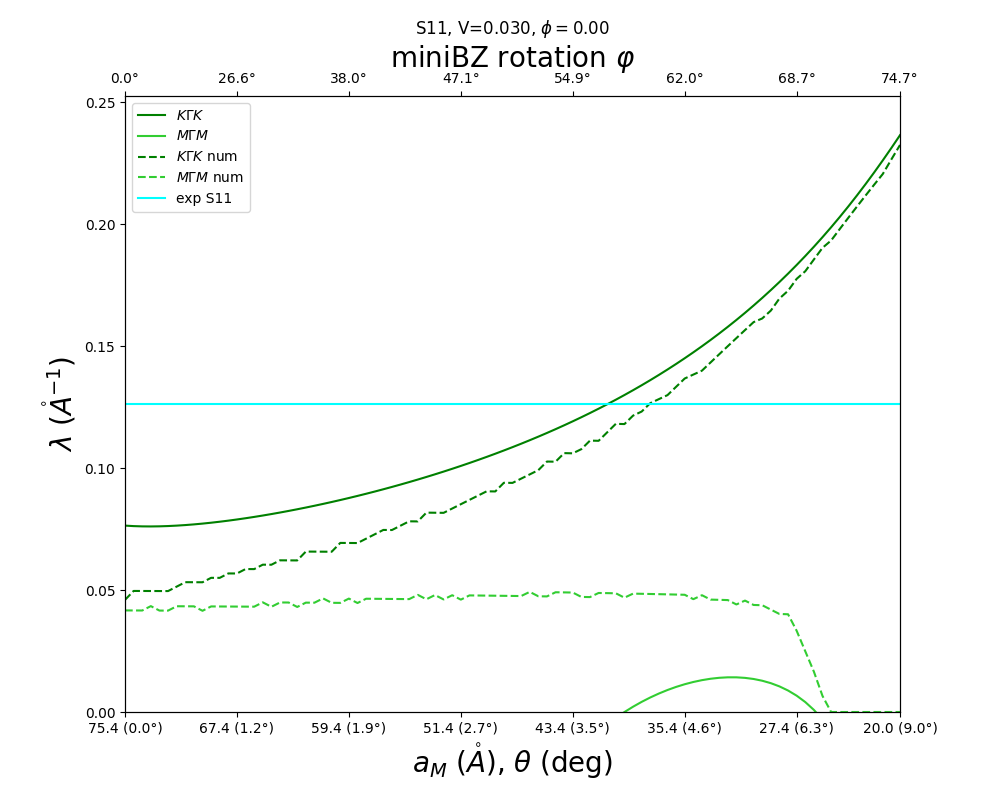 S11, V=0.030, ϕ = 0.00
miniBZ rotation φ
0.0° 26.6° 38.0° 47.1° 54.9° 62.0° 68.7° 74.7°
KΓK
MΓM
KΓK num
MΓM num
exp S11
0.25
0.20
0.15
0.10
0.05
0.00
λ (Å⁻¹)
75.4 (0.0°) 67.4 (1.2°) 59.4 (1.9°) 51.4 (2.7°) 43.4 (3.5°) 35.4 (4.6°) 27.4 (6.3°) 20.0 (9.0°)
a_M (Å), θ (deg)